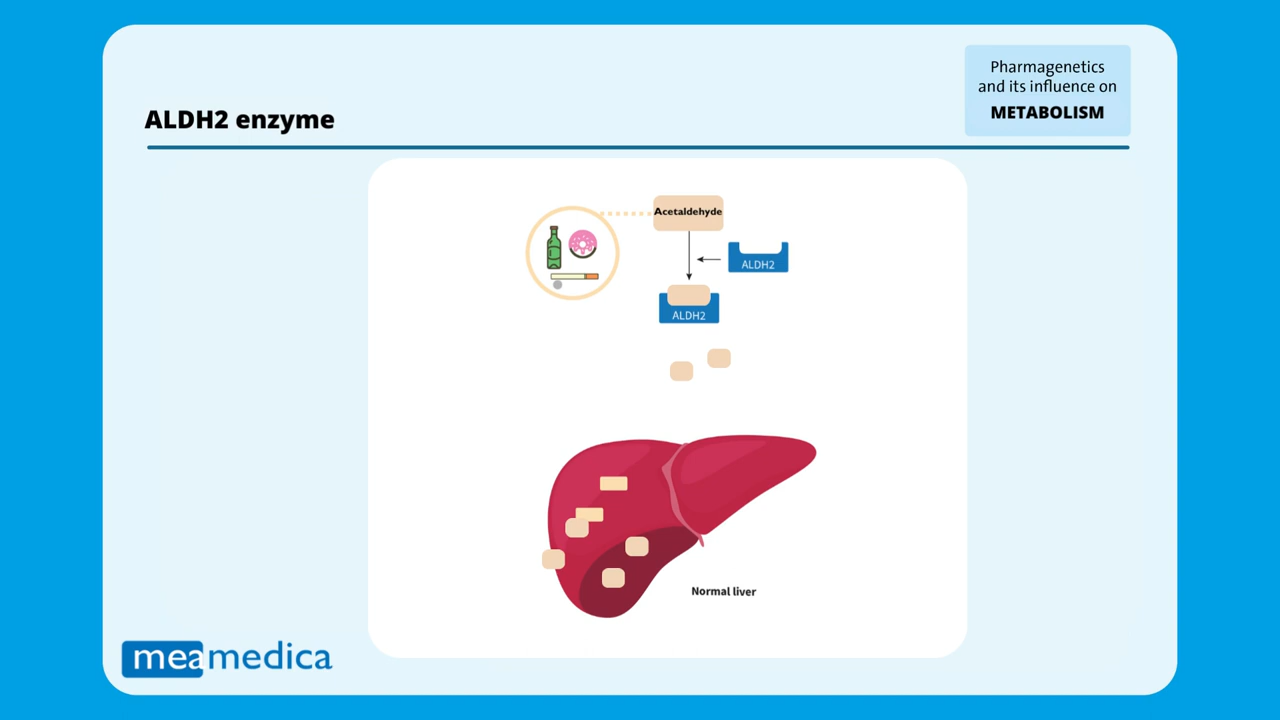 Pharmagenetics
and its influence on
METABOLISM
ALDH2 enzyme
Acetaldehyde
ALDH2
ALDH2
Normal liver
meamedica